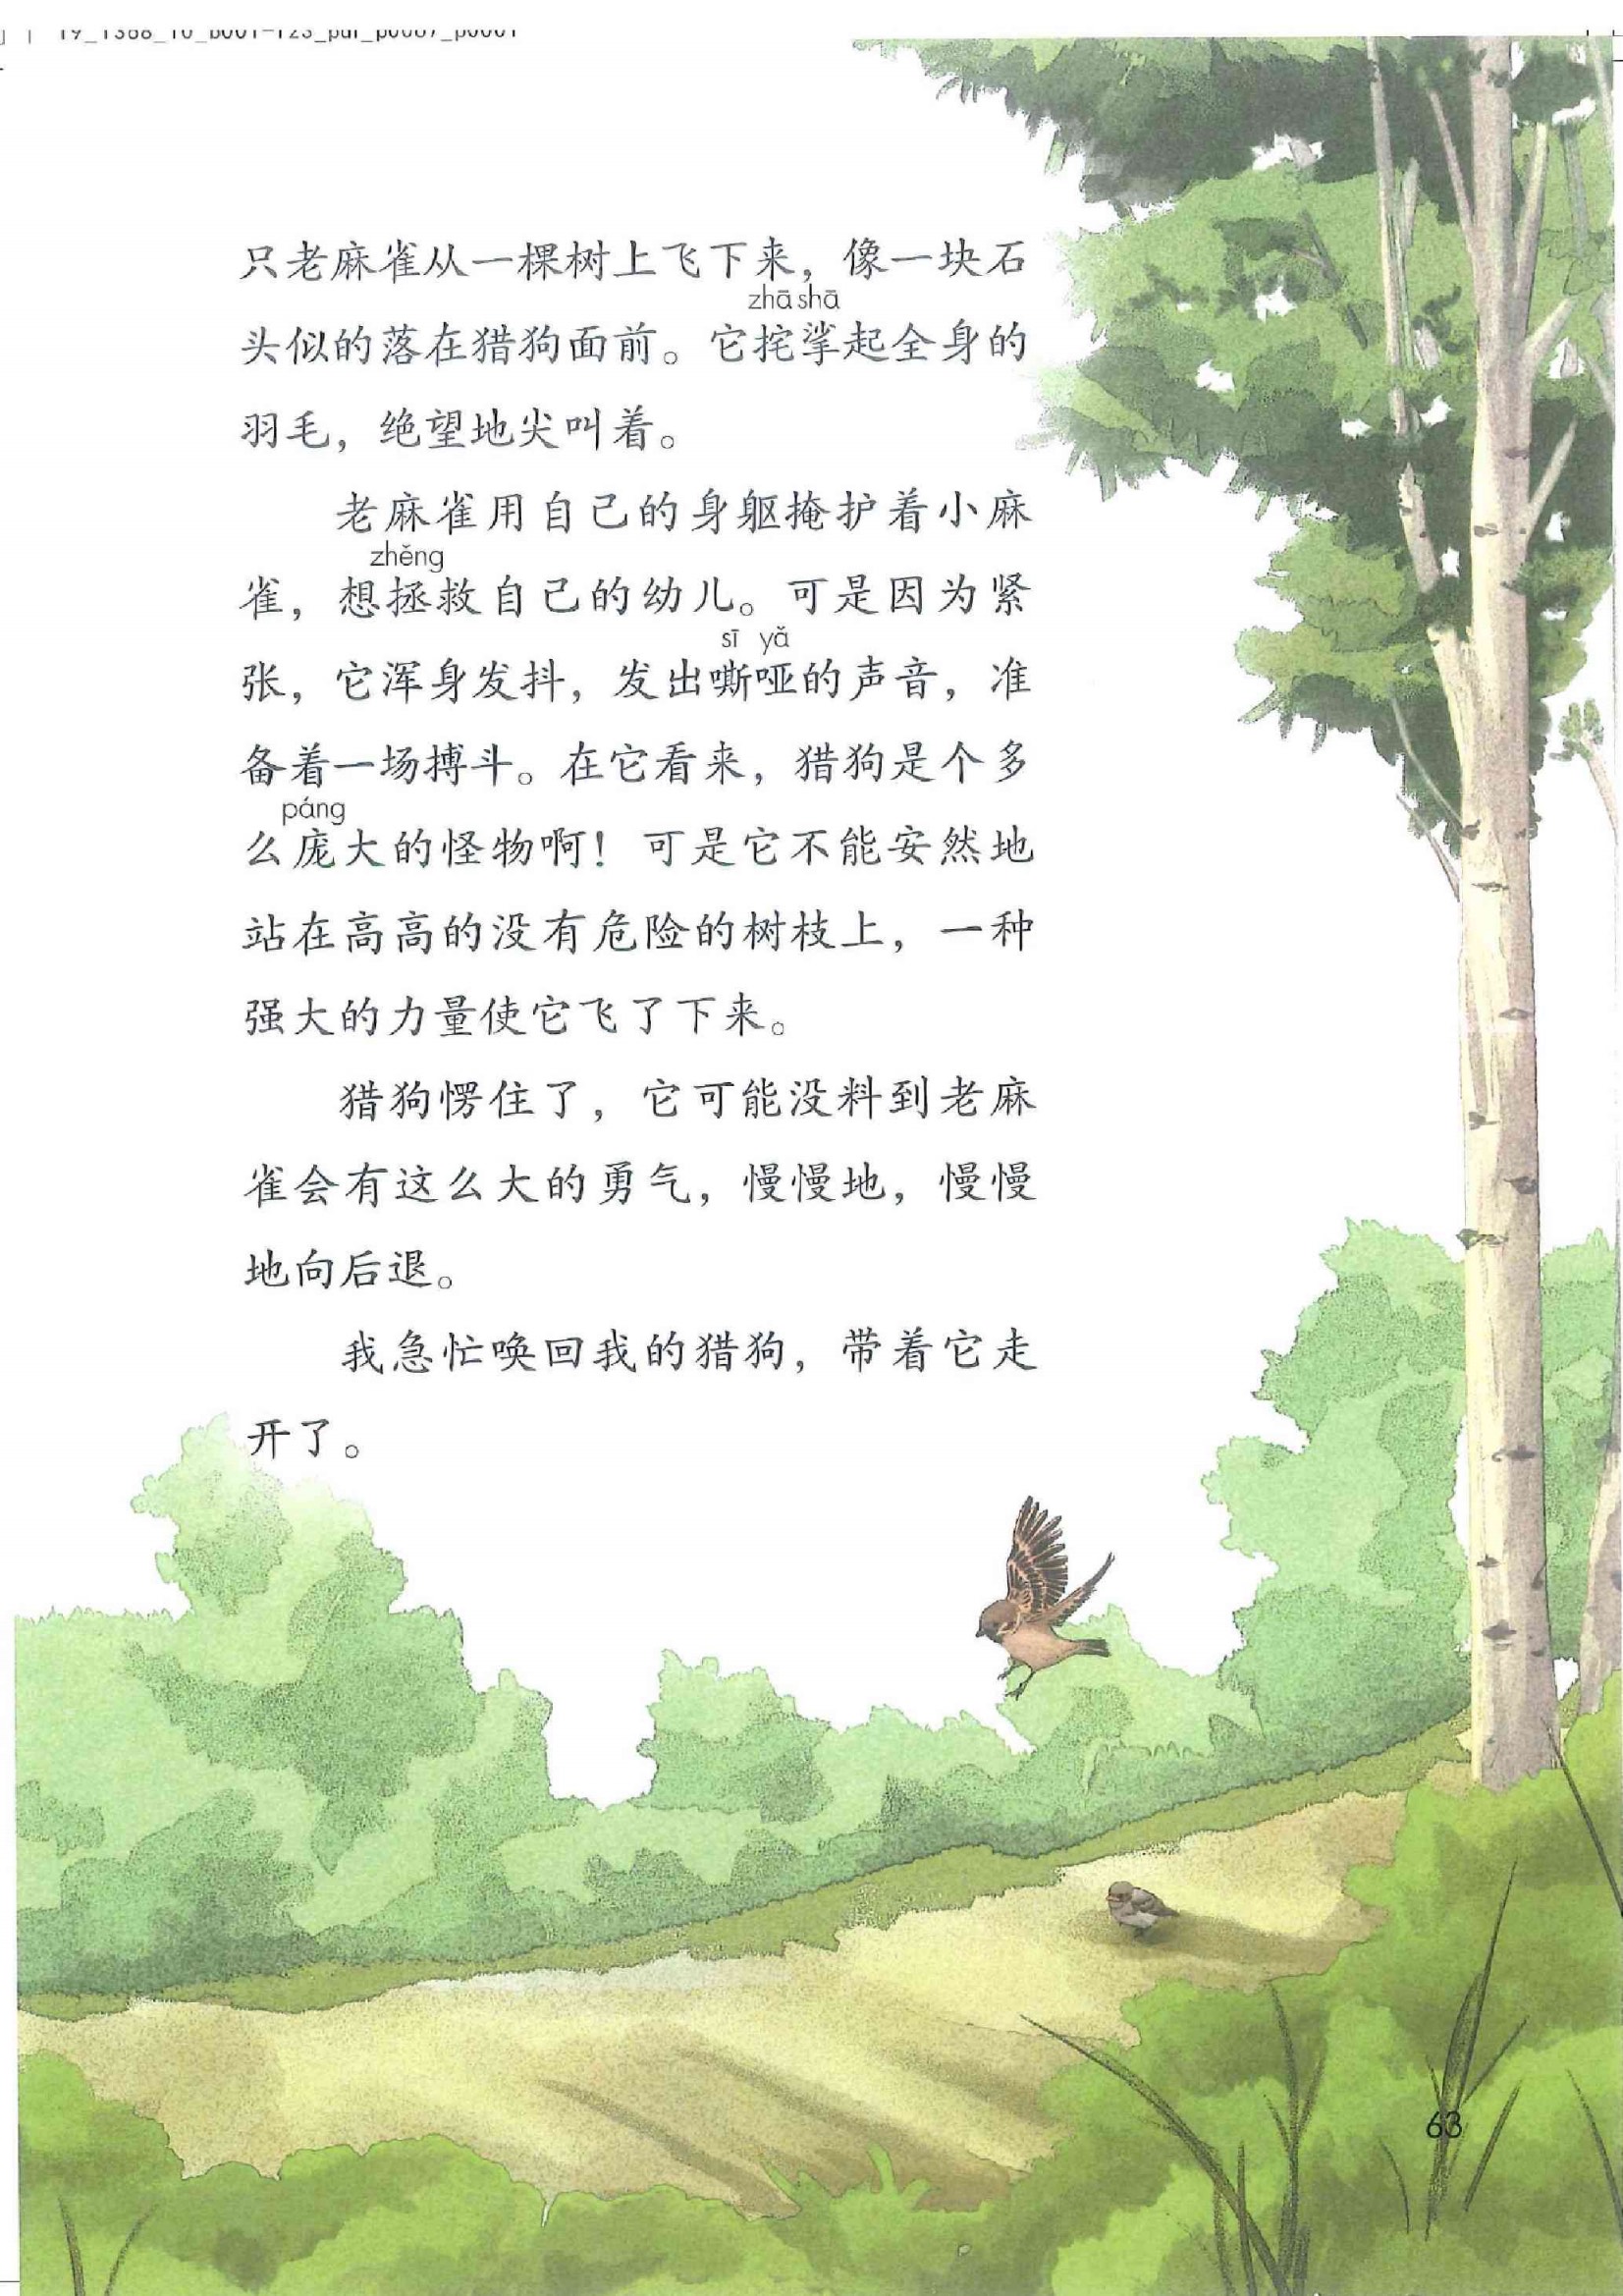 只老麻雀从一棵树上飞下来，像一块石
zhā shā
头似的落在猎狗面前。它挓挲起全身的
羽毛，绝望地尖叫着。
老麻雀用自己的身躯掩护着小麻
zhěng
雀，想拯救自己的幼儿。可是因为紧
sī yǎ
张，它浑身发抖，发出嘶哑的声音，准
备着一场搏斗。在它看来，猎狗是个多
páng
么庞大的怪物啊！可是它不能安然地
站在高高的没有危险的树枝上，一种
强大的力量使它飞了下来。
猎狗愣住了，它可能没料到老麻
雀会有这么大的勇气，慢慢地，慢慢
地向后退。
我急忙唤回我的猎狗，带着它走
开了。
63